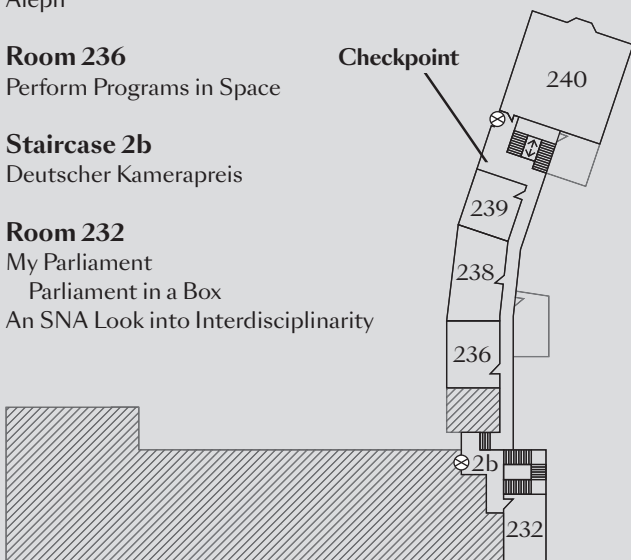 Aleph
Room 236
Perform Programs in Space
Staircase 2b
Deutscher Kamerapreis
Room 232
My Parliament
Parliament in a Box
An SNA Look into Interdisciplinarity
Checkpoint
240
239
238
236
2b
232